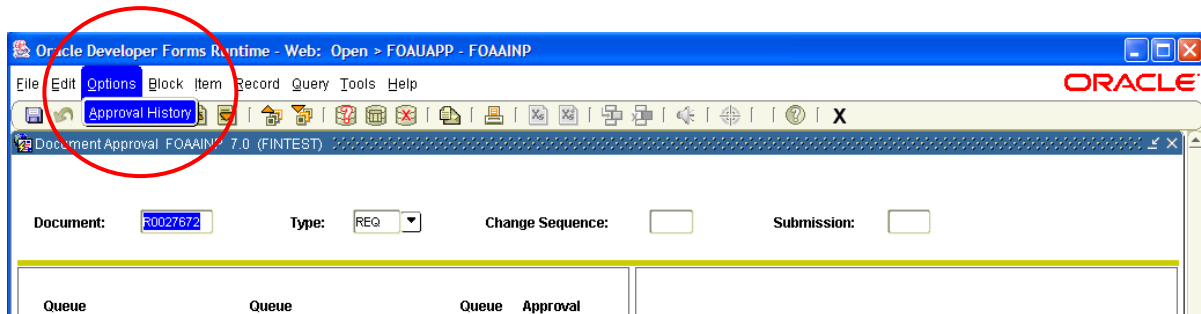 Oracle Developer Forms Runtime - Web: Open > FOAUAPP - FOAAINP
File Edit Options Block Item Record Query Tools Help
ORACLE
Approval History
X
Document Approval FOAAINP 7.0 (FINTEST)
Document: R0027672 Type: REQ Change Sequence: Submission:
Queue Queue Queue Approval